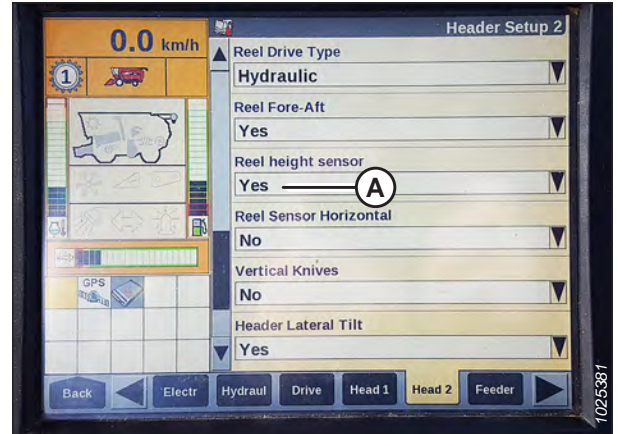 Header Setup 2
0.0 km/h
1
Reel Drive Type
Hydraulic
Reel Fore-Aft
Yes
Reel height sensor
Yes
A
Reel Sensor Horizontal
No
Vertical Knives
No
GPS
Header Lateral Tilt
Yes
Back
Electr
Hydraul
Drive
Head 1
Head 2
Feeder
1025381